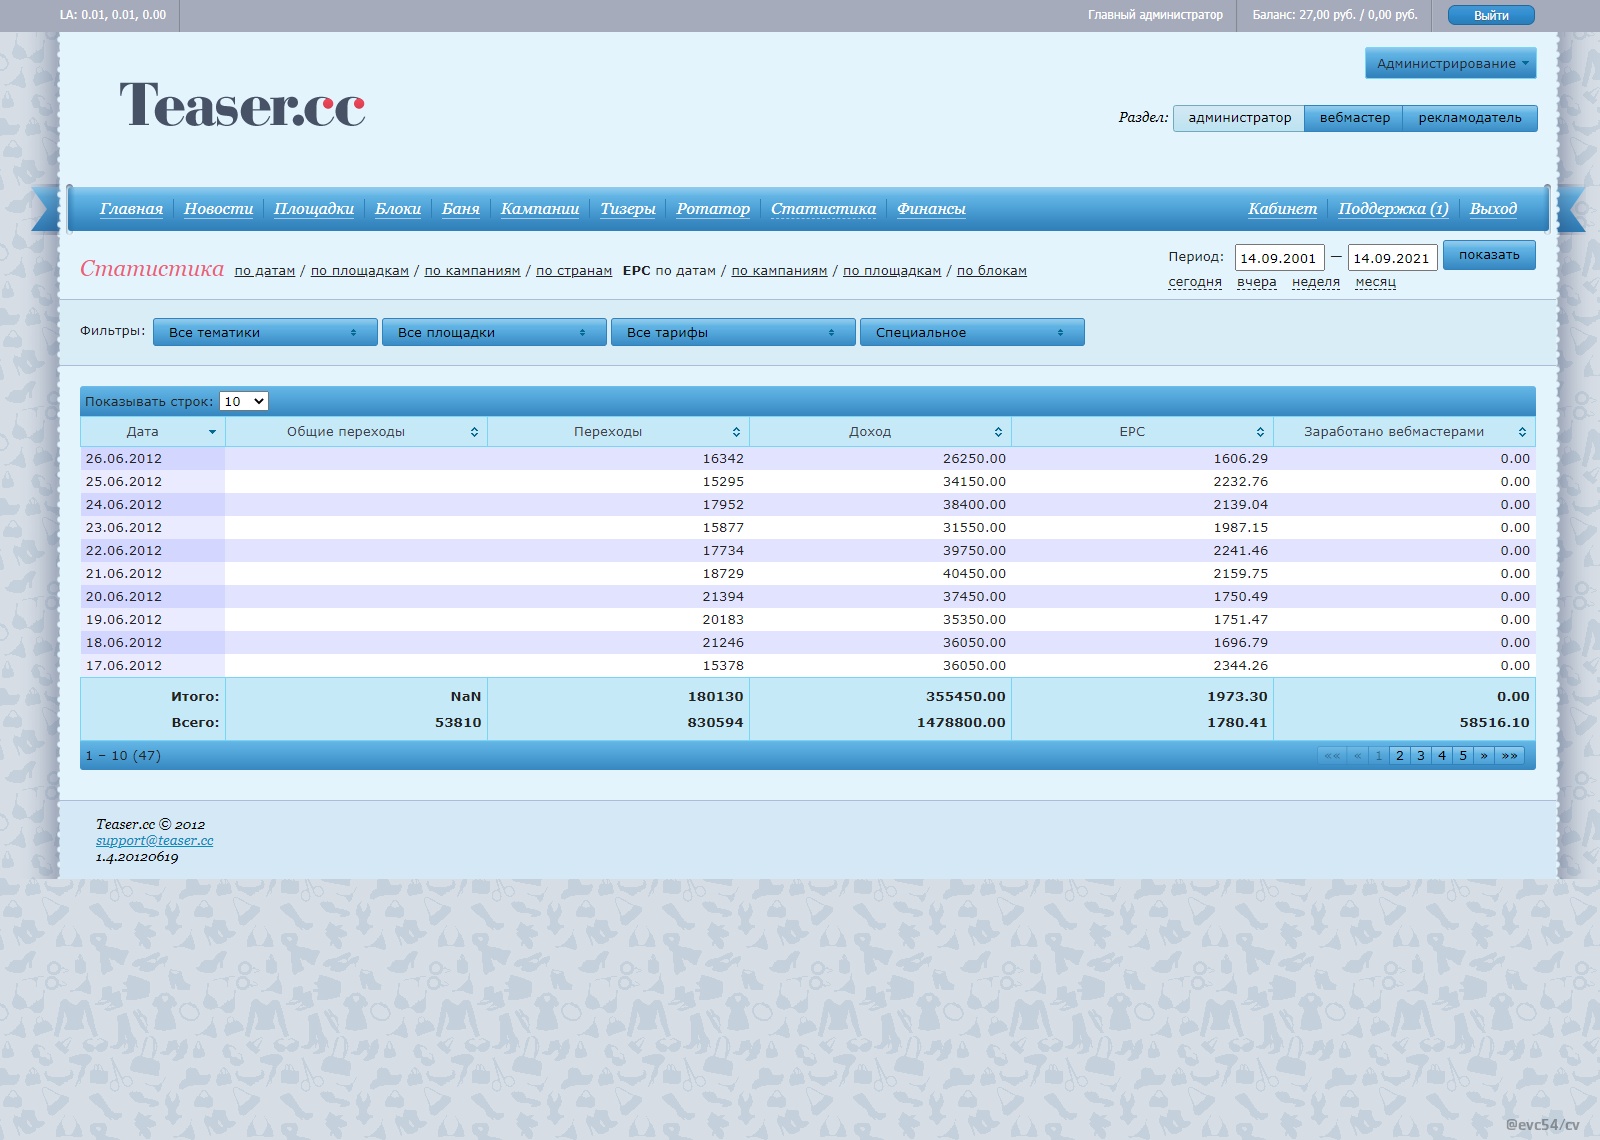 LA: 0.01, 0.01, 0.00
Главный администратор
Баланс: 27,00 руб. / 0,00 руб.
Выйти
Администрирование
Teaser.cc
Раздел: администратор вебмастер рекламодатель
Главная Новости Площадки Блоки Баня Кампании Тизеры Ротатор Статистика Финансы Кабинет Поддержка (1) Выход
Статистика по датам / по площадкам / по кампаниям / по странам EPC по датам / по кампаниям / по площадкам / по блокам
Период: 14.09.2001 — 14.09.2021 показать
сегодня вчера неделя месяц
Фильтры: Все тематики Все площадки Все тарифы Специальное
Показывать строк: 10
Дата Общие переходы Переходы Доход EPC Заработано вебмастерами
26.06.2012 16342 26250.00 1606.29 0.00
25.06.2012 15295 34150.00 2232.76 0.00
24.06.2012 17952 38400.00 2139.04 0.00
23.06.2012 15877 31550.00 1987.15 0.00
22.06.2012 17734 39750.00 2241.46 0.00
21.06.2012 18729 40450.00 2159.75 0.00
20.06.2012 21394 37450.00 1750.49 0.00
19.06.2012 20183 35350.00 1751.47 0.00
18.06.2012 21246 36050.00 1696.79 0.00
17.06.2012 15378 36050.00 2344.26 0.00
Итого: NaN 180130 355450.00 1973.30 0.00
Всего: 53810 830594 1478800.00 1780.41 58516.10
1 – 10 (47) «« « 1 2 3 4 5 » »»
Teaser.cc © 2012
support@teaser.cc
1.4.20120619
@evc54/cv